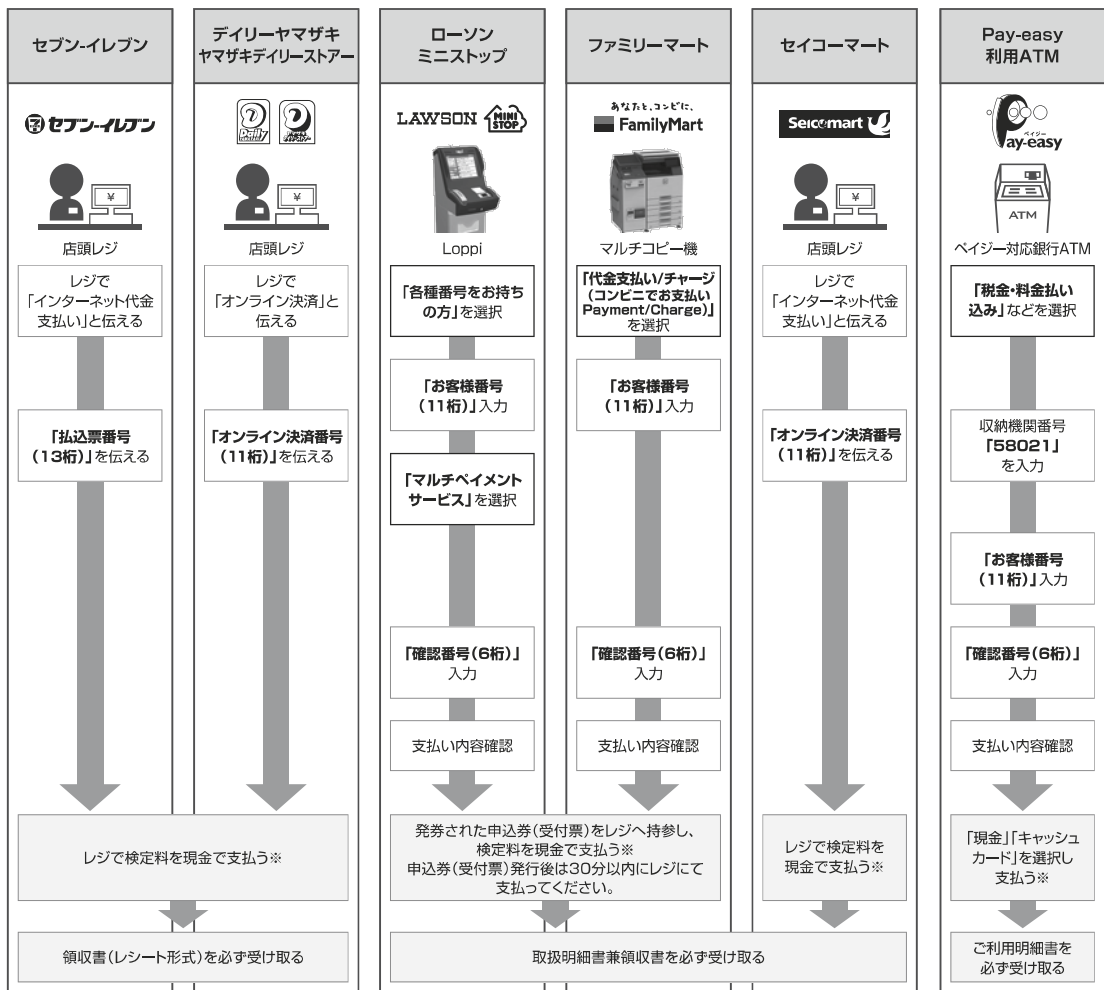 セブン-イレブン
セブン-イレブン
¥
店頭レジ
レジで
「インターネット代金
支払い」と伝える
「払込票番号
(13桁)」を伝える
デイリーヤマザキ
ヤマザキデイリーストアー
Daily
¥
店頭レジ
レジで
「オンライン決済」と
伝える
「オンライン決済番号
(11桁)」を伝える
レジで検定料を現金で支払う※
領収書(レシート形式)を必ず受け取る
ローソン
ミニストップ
LAWSON
MINI
STOP
Loppi
「各種番号をお持ち
の方」を選択
「お客様番号
(11桁)」入力
「マルチペイメント
サービス」を選択
「確認番号(6桁)」
入力
支払い内容確認
ファミリーマート
あなたと、コンビに、
FamilyMart
マルチコピー機
「代金支払い/チャージ
(コンビニでお支払い
Payment/Charge)」
を選択
「お客様番号
(11桁)」入力
「確認番号(6桁)」
入力
支払い内容確認
発券された申込券(受付票)をレジへ持参し、
検定料を現金で支払う※
申込券(受付票)発行後は30分以内にレジにて
支払ってください。
セイコーマート
Seicomart
¥
店頭レジ
レジで
「インターネット代金
支払い」と伝える
「オンライン決済番号
(11桁)」を伝える
レジで検定料を
現金で支払う※
取扱明細書兼領収書を必ず受け取る
Pay-easy
利用ATM
ペイジー
Pay-easy
ATM
ペイジー対応銀行ATM
「税金・料金払い
込み」などを選択
収納機関番号
「58021」
を入力
「お客様番号
(11桁)」入力
「確認番号(6桁)」
入力
支払い内容確認
「現金」「キャッシュ
カード」を選択し
支払う※
ご利用明細書を
必ず受け取る